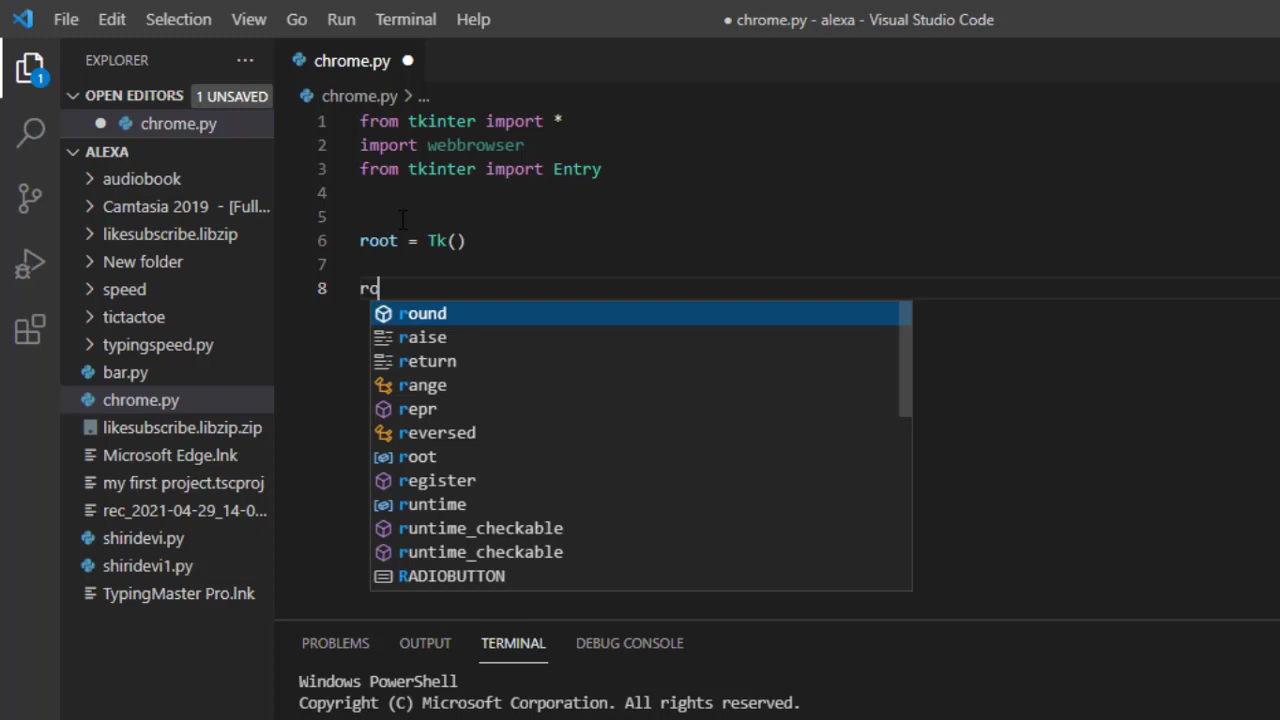 File Edit Selection View Go Run Terminal Help
● chrome.py - alexa - Visual Studio Code
1
EXPLORER ···
OPEN EDITORS 1 UNSAVED
● chrome.py
ALEXA
audiobook
Camtasia 2019 - [Full...
likesubscribe.libzip
New folder
speed
tictactoe
typingspeed.py
bar.py
chrome.py
likesubscribe.libzip.zip
Microsoft Edge.lnk
my first project.tscproj
rec_2021-04-29_14-0...
shiridevi.py
shiridevi1.py
TypingMaster Pro.lnk
chrome.py ●
chrome.py > ...
1 from tkinter import *
2 import webbrowser
3 from tkinter import Entry
4
5
6 root = Tk()
7
8 ro
round
raise
return
range
repr
reversed
root
register
runtime
runtime_checkable
runtime_checkable
RADIOBUTTON
PROBLEMS OUTPUT TERMINAL DEBUG CONSOLE
Windows PowerShell
Copyright (C) Microsoft Corporation. All rights reserved.